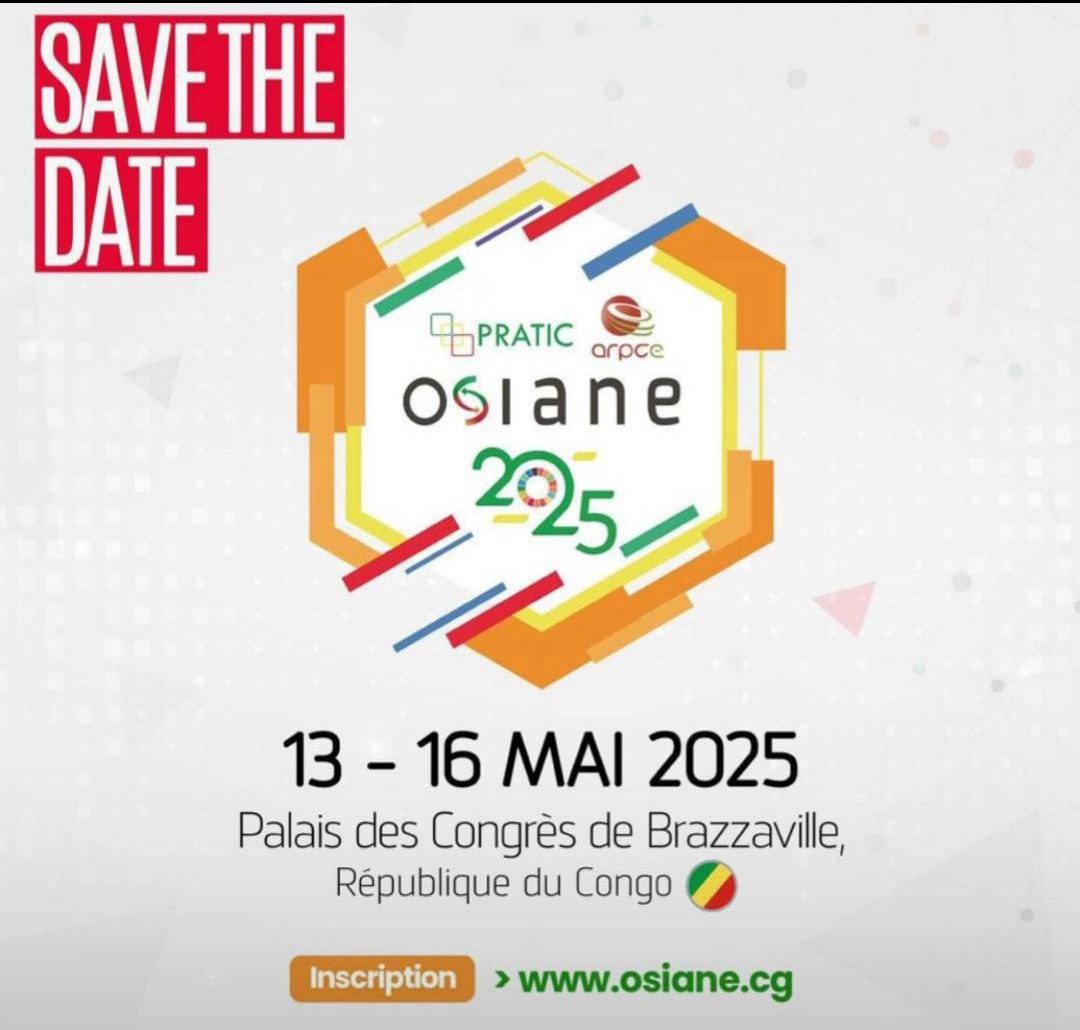 SAVE THE
DATE
PRATIC
arpce
OSIane
2025
13 - 16 MAI 2025
Palais des Congrès de Brazzaville,
République du Congo
Inscription > www.osiane.cg